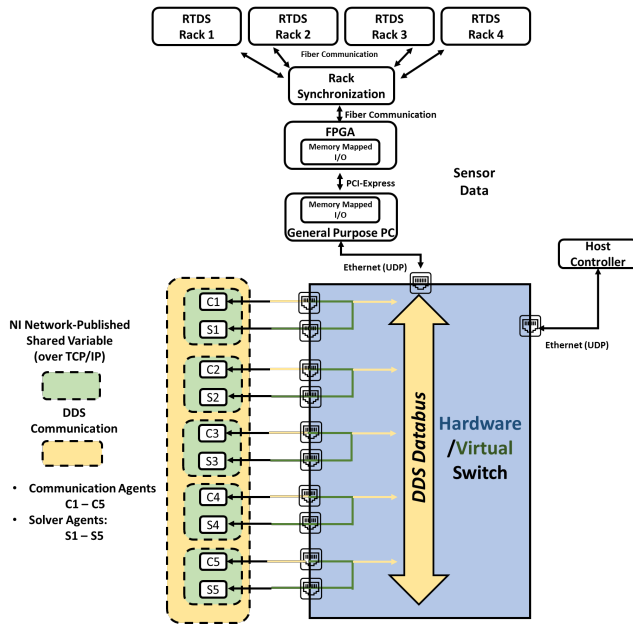 RTDS
Rack 1
RTDS
Rack 2
RTDS
Rack 3
RTDS
Rack 4
Fiber Communication
Rack
Synchronization
Fiber Communication
FPGA
Memory Mapped
I/O
PCI-Express
Sensor
Data
Memory Mapped
I/O
General Purpose PC
Ethernet (UDP)
Host
Controller
Ethernet (UDP)
NI Network-Published
Shared Variable
(over TCP/IP)
DDS
Communication
• Communication Agents
C1 – C5
• Solver Agents:
S1 – S5
C1
S1
C2
S2
C3
S3
C4
S4
C5
S5
DDS Databus
Hardware
/Virtual
Switch